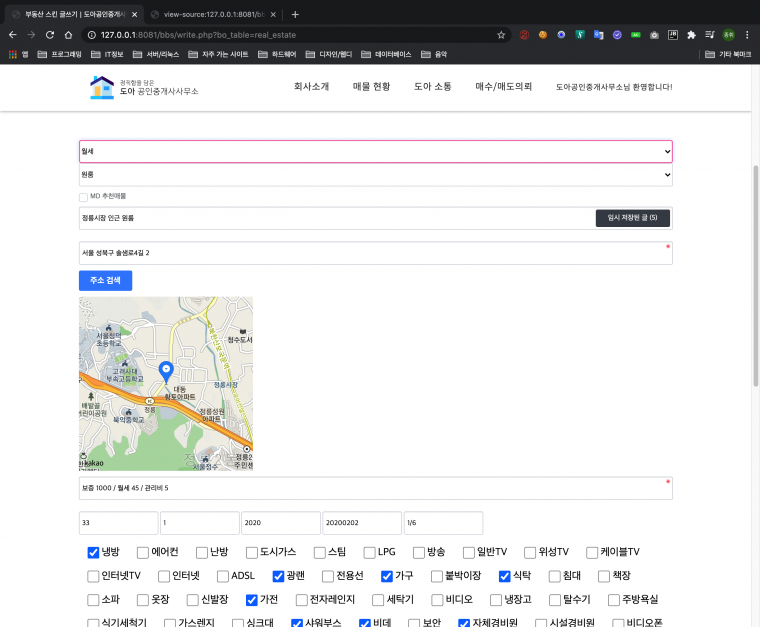 부동산 스킨 글쓰기 | 도아공인중개사
view-source:127.0.0.1:8081/bb
127.0.0.1:8081/bbs/write.php?bo_table=real_estate
앱 프로그래밍 IT정보 서버/리눅스 자주 가는 사이트 하드웨어 디자인/웹디 데이터베이스 음악 기타 북마크
정직함을 담은
도아 공인중개사사무소
회사소개 매물 현황 도아 소통 매수/매도의뢰 도아공인중개사무소님 환영합니다!
월세
원룸
MD 추천매물
정릉시장 인근 원룸 임시 저장된 글 (5)
서울 성북구 솔샘로4길 2 *
주소 검색
서울정덕
초등학교
청수도서
고려사대
부속고등학교
정릉시장
대동
정릉
정릉성원
아파트
북악중학교
배밭골
어린이공원
kakao
서울정수
정릉2
주민센
보증 1000 / 월세 45 / 관리비 5 *
33 1 2020 20200202 1/6
냉방 에어컨 난방 도시가스 스팀 LPG 방송 일반TV 위성TV 케이블TV
인터넷TV 인터넷 ADSL 광랜 전용선 가구 붙박이장 식탁 침대 책장
소파 옷장 신발장 가전 전자레인지 세탁기 비디오 냉장고 탈수기 주방욕실
식기세척기 가스렌지 싱크대 샤워부스 비데 보안 자체경비원 시설경비원 비디오폰